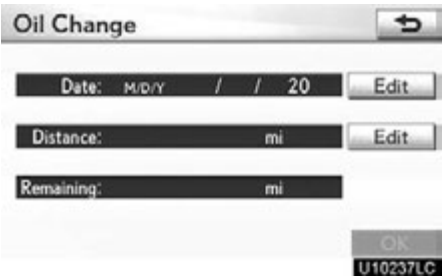 Oil Change
Date: M/D/Y / / 20 Edit
Distance: mi Edit
Remaining: mi
OK
U10237LC